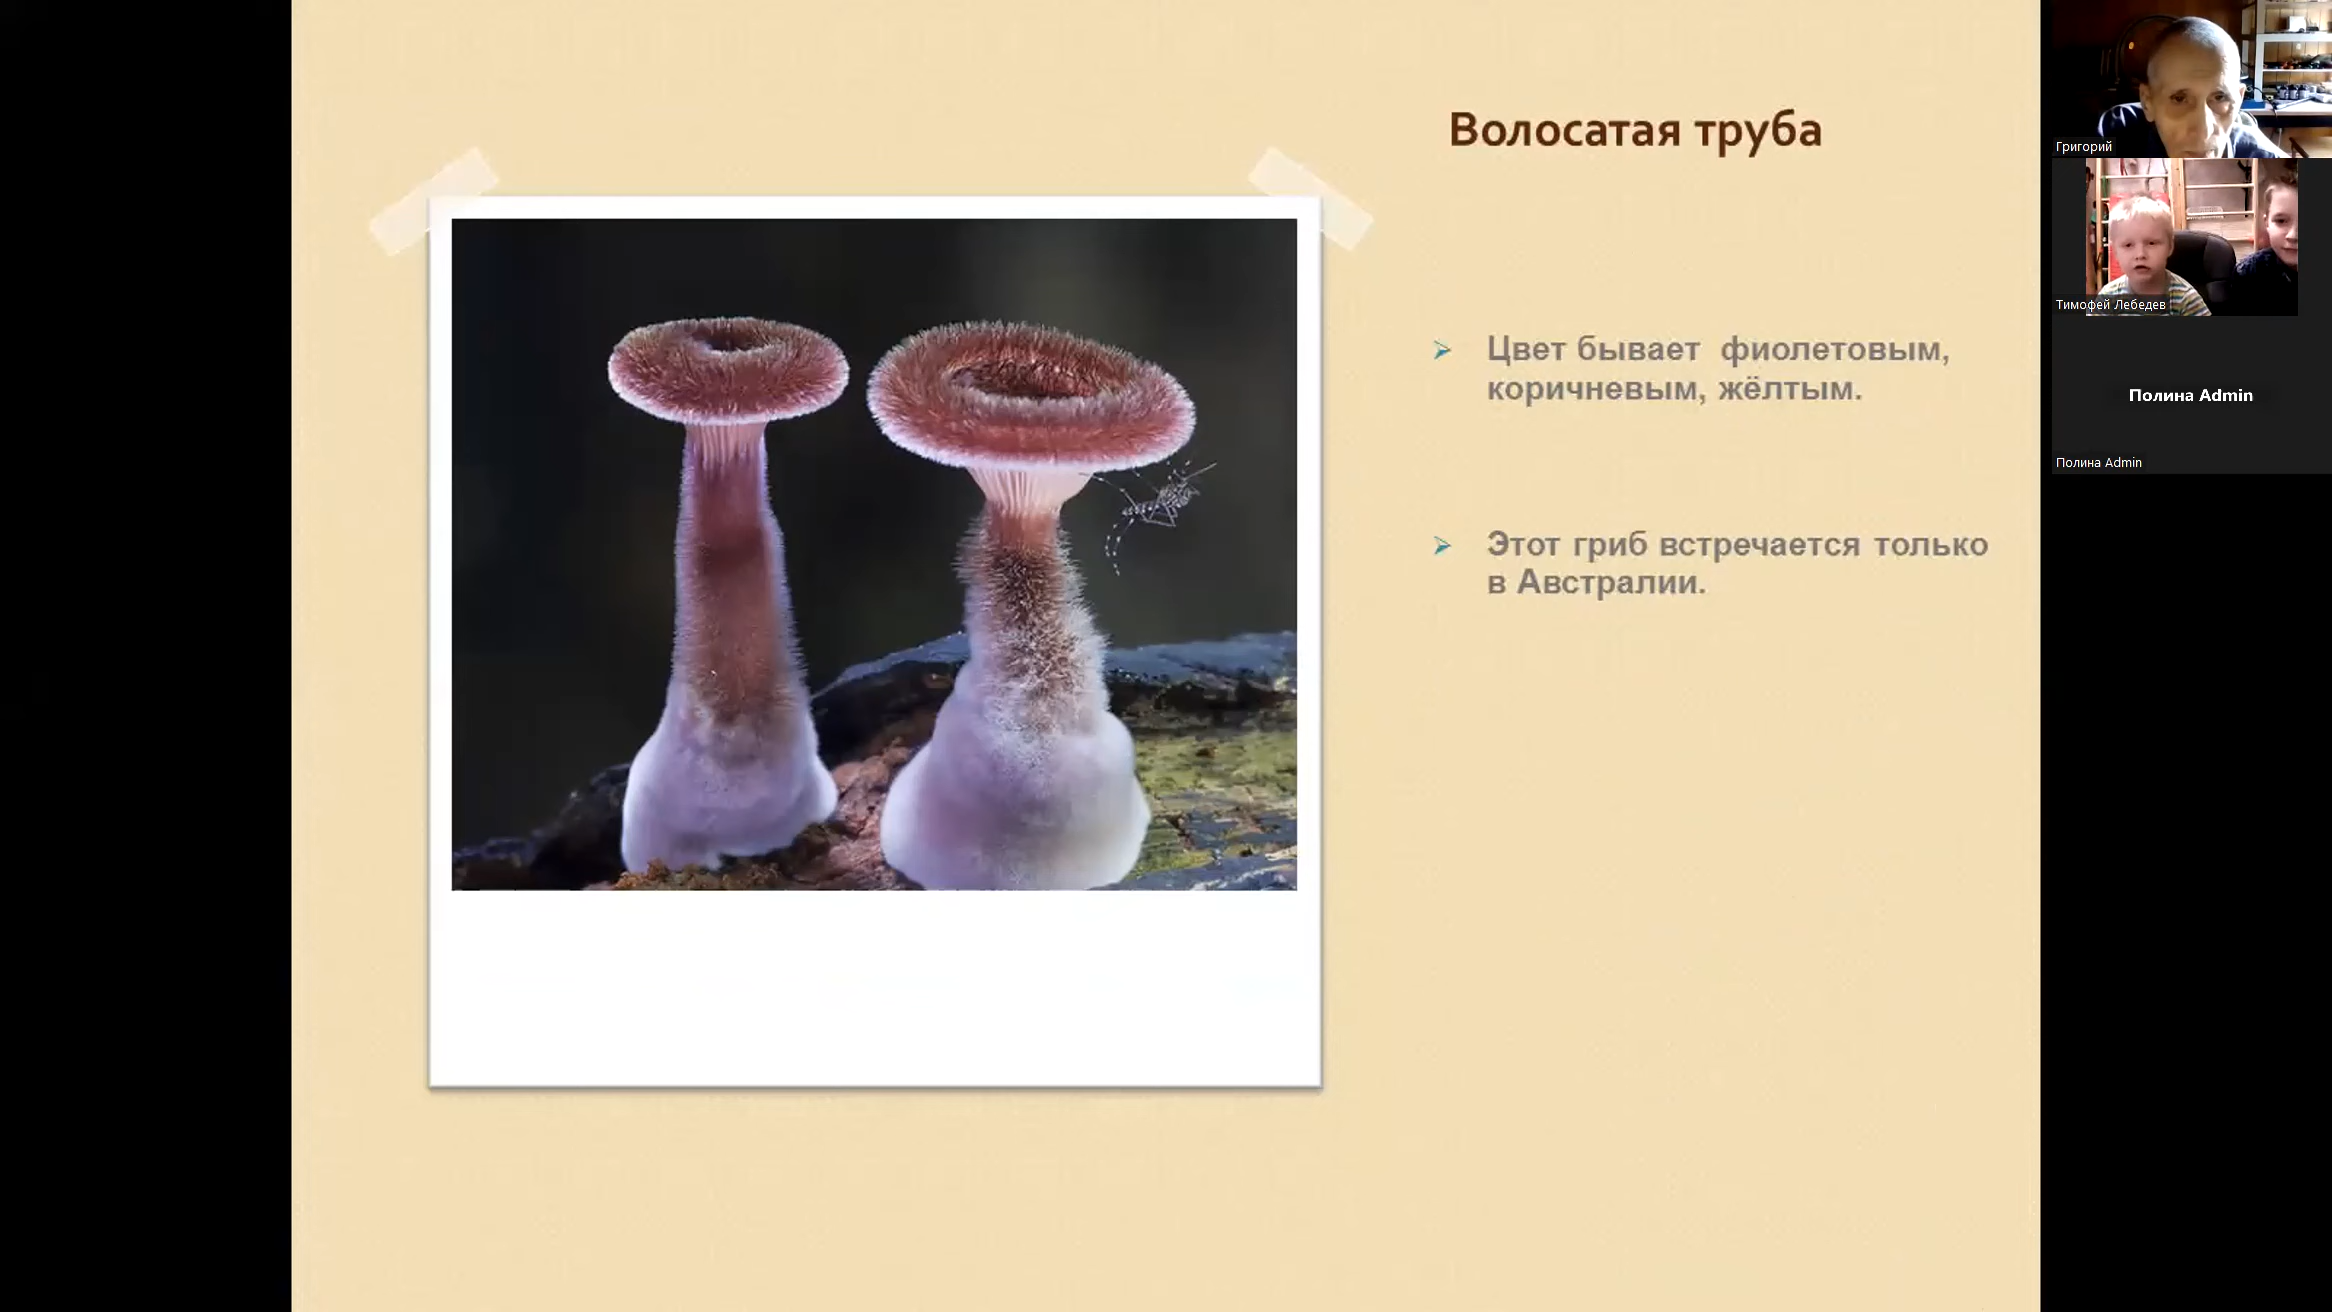 Волосатая труба
Цвет бывает фиолетовым,
коричневым, жёлтым.
Этот гриб встречается только
в Австралии.
Григорий
Тимофей Лебедев
Полина Admin
Полина Admin